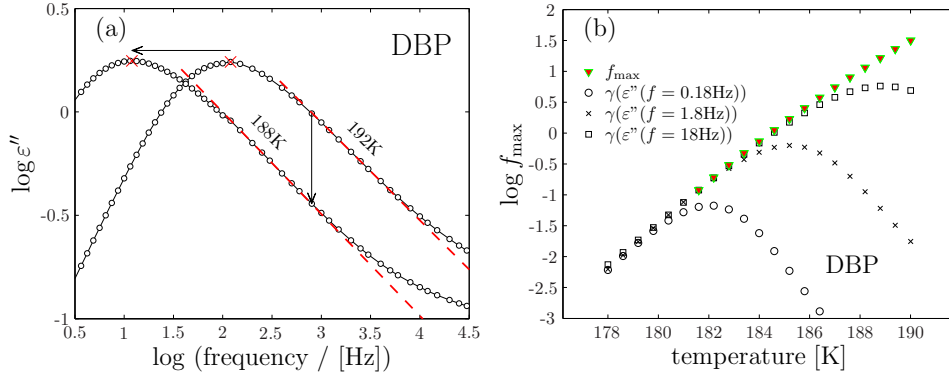 (a)
DBP
188K
192K
0
-0.5
-1
0.5 1 1.5 2 2.5 3 3.5 4 4.5
log ε″
log (frequency / [Hz])
(b)
1.5
1
0.5
0
-0.5
-1
-1.5
-2
-2.5
-3
f_max
γ(ε”(f = 0.18Hz))
γ(ε”(f = 1.8Hz))
γ(ε”(f = 18Hz))
DBP
178 180 182 184 186 188 190
log f_max
temperature [K]